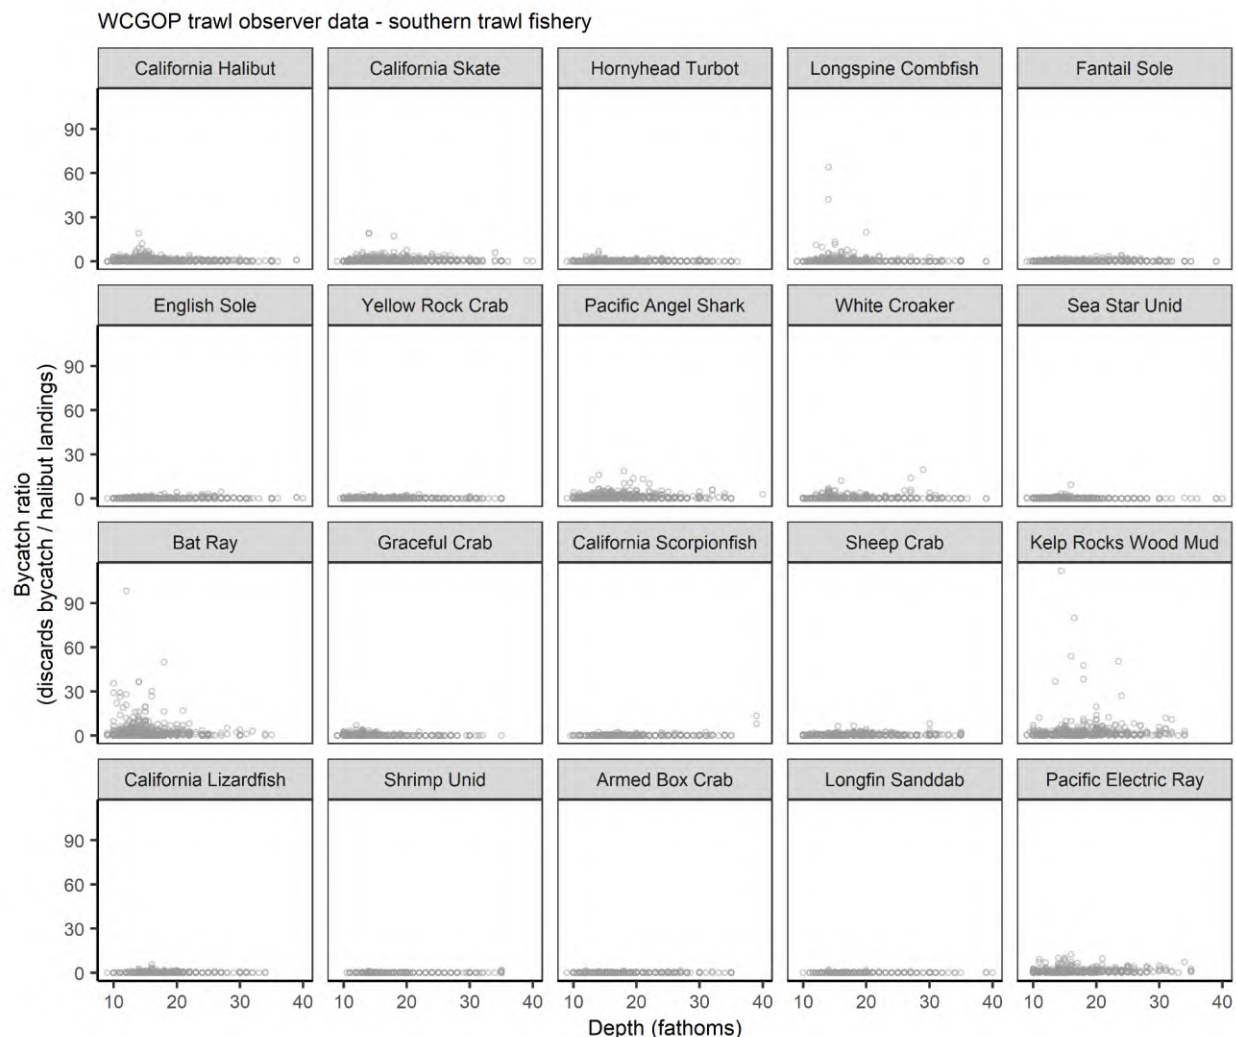 WCGOP trawl observer data - southern trawl fishery
California Halibut
California Skate
Hornyhead Turbot
Longspine Combfish
Fantail Sole
90
60
30
0
English Sole
Yellow Rock Crab
Pacific Angel Shark
White Croaker
Sea Star Unid
90
60
30
0
Bat Ray
Graceful Crab
California Scorpionfish
Sheep Crab
Kelp Rocks Wood Mud
90
60
30
0
California Lizardfish
Shrimp Unid
Armed Box Crab
Longfin Sanddab
Pacific Electric Ray
90
60
30
0
10 20 30 40
10 20 30 40
10 20 30 40
10 20 30 40
10 20 30 40
Depth (fathoms)
Bycatch ratio
(discards bycatch / halibut landings)